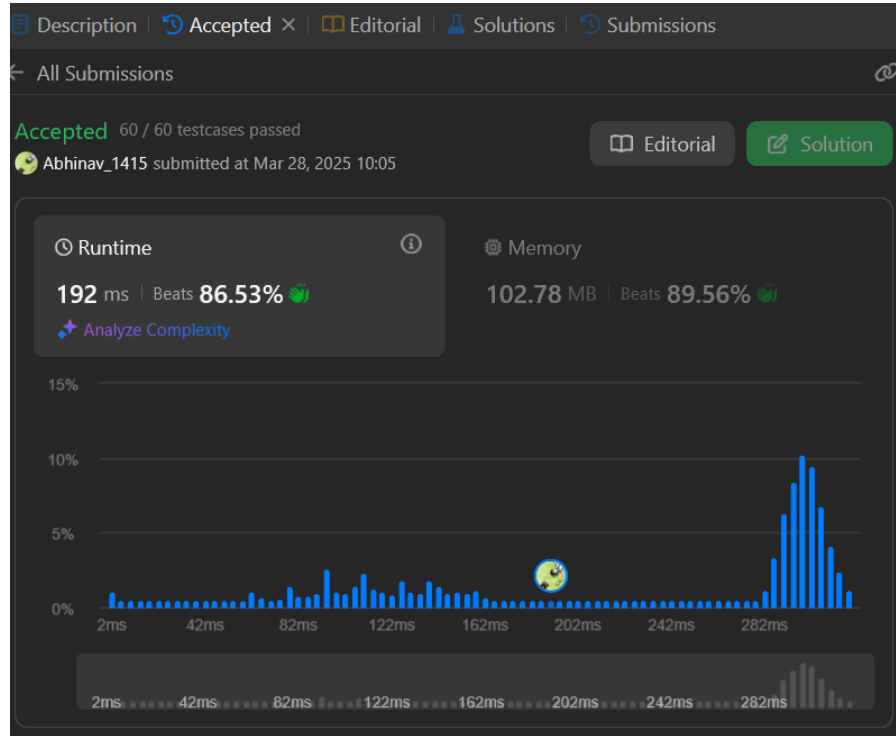 Description Accepted Editorial Solutions Submissions
All Submissions
Accepted 60 / 60 testcases passed
Editorial Solution
Abhinav_1415 submitted at Mar 28, 2025 10:05
Runtime Memory
192 ms Beats 86.53% 102.78 MB Beats 89.56%
Analyze Complexity
15%
10%
5%
0%
2ms 42ms 82ms 122ms 162ms 202ms 242ms 282ms
2ms 42ms 82ms 122ms 162ms 202ms 242ms 282ms